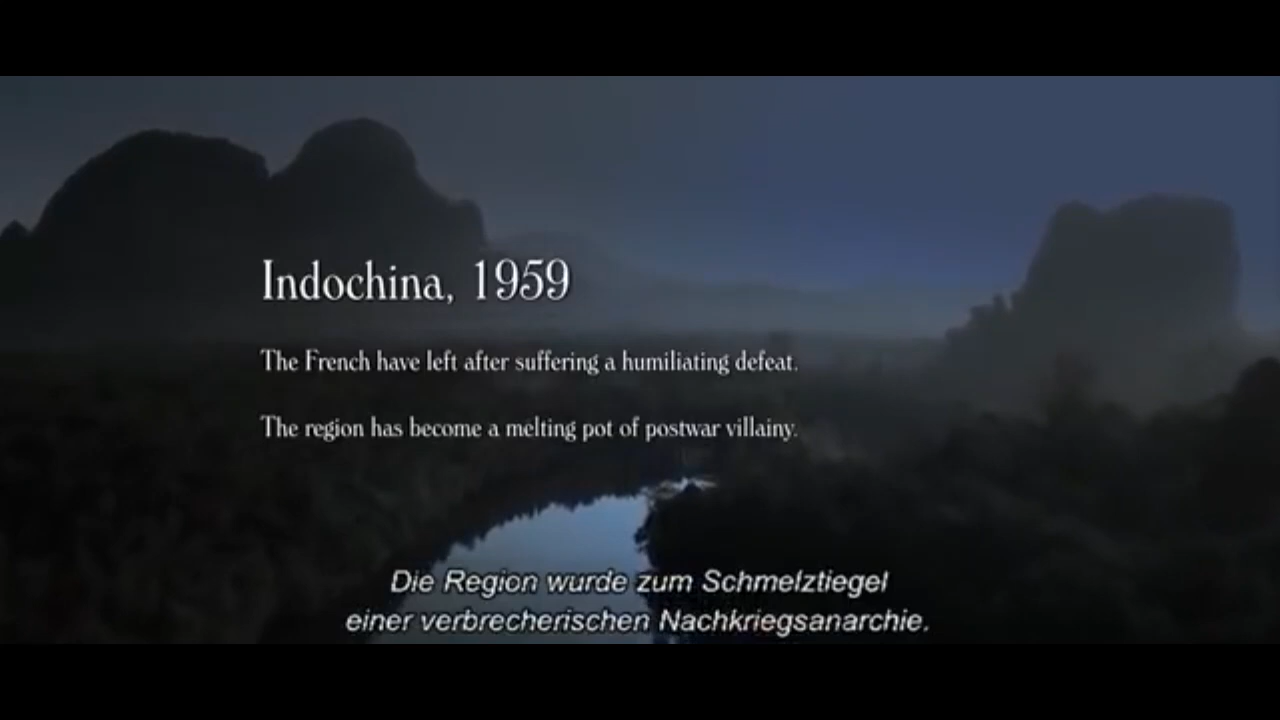 Indochina, 1959
The French have left after suffering a humiliating defeat.
The region has become a melting pot of postwar villainy.
Die Region wurde zum Schmelztiegel
einer verbrecherischen Nachkriegsanarchie.